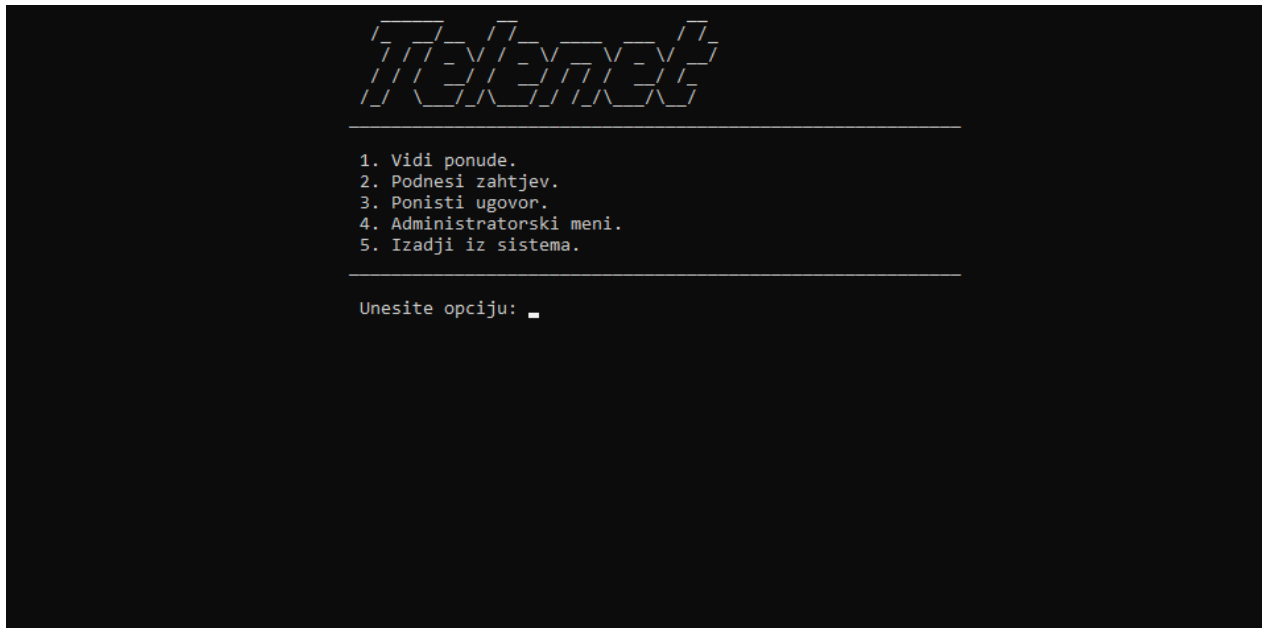 Telenet
1. Vidi ponude.
2. Podnesi zahtjev.
3. Ponisti ugovor.
4. Administratorski meni.
5. Izadji iz sistema.
Unesite opciju: